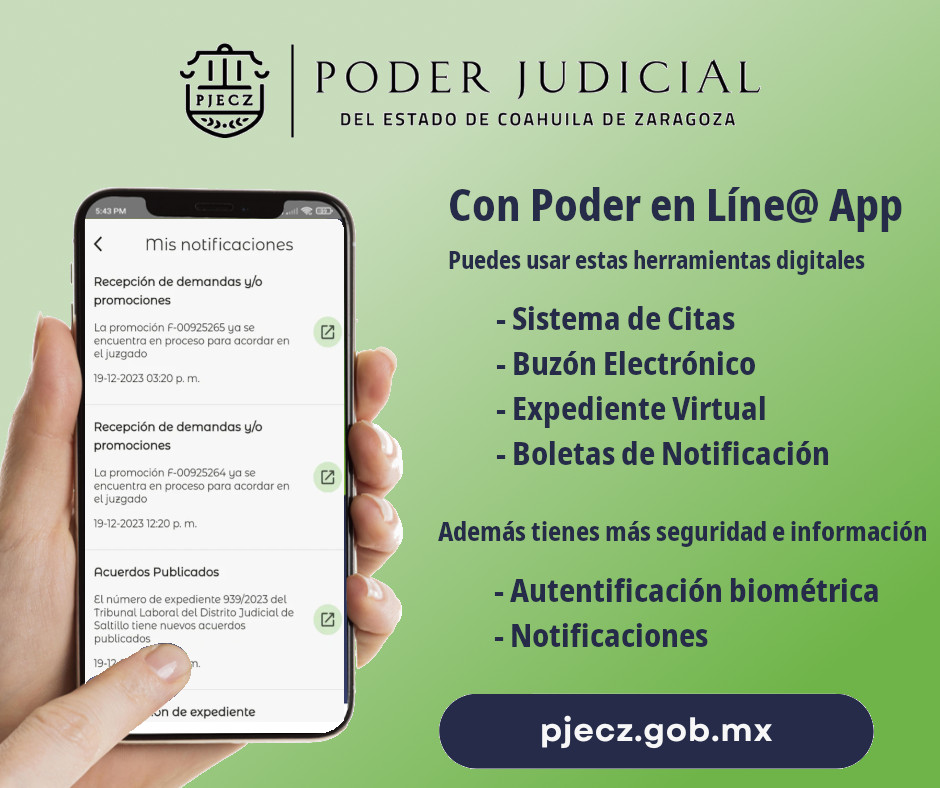 PJECZ
PODER JUDICIAL
DEL ESTADO DE COAHUILA DE ZARAGOZA
5:43 PM
Mis notificaciones
Recepción de demandas y/o
promociones
La promoción F-00925265 ya se
encuentra en proceso para acordar en
el juzgado
19-12-2023 03:20 p. m.
Recepción de demandas y/o
promociones
La promoción F-00925264 ya se
encuentra en proceso para acordar en
el juzgado
19-12-2023 12:20 p. m.
Acuerdos Publicados
El número de expediente 939/2023 del
Tribunal Laboral del Distrito Judicial de
Saltillo tiene nuevos acuerdos
publicados
19-12 m.
de expediente
Con Poder en Líne@ App
Puedes usar estas herramientas digitales
- Sistema de Citas
- Buzón Electrónico
- Expediente Virtual
- Boletas de Notificación
Además tienes más seguridad e información
- Autentificación biométrica
- Notificaciones
pjecz.gob.mx